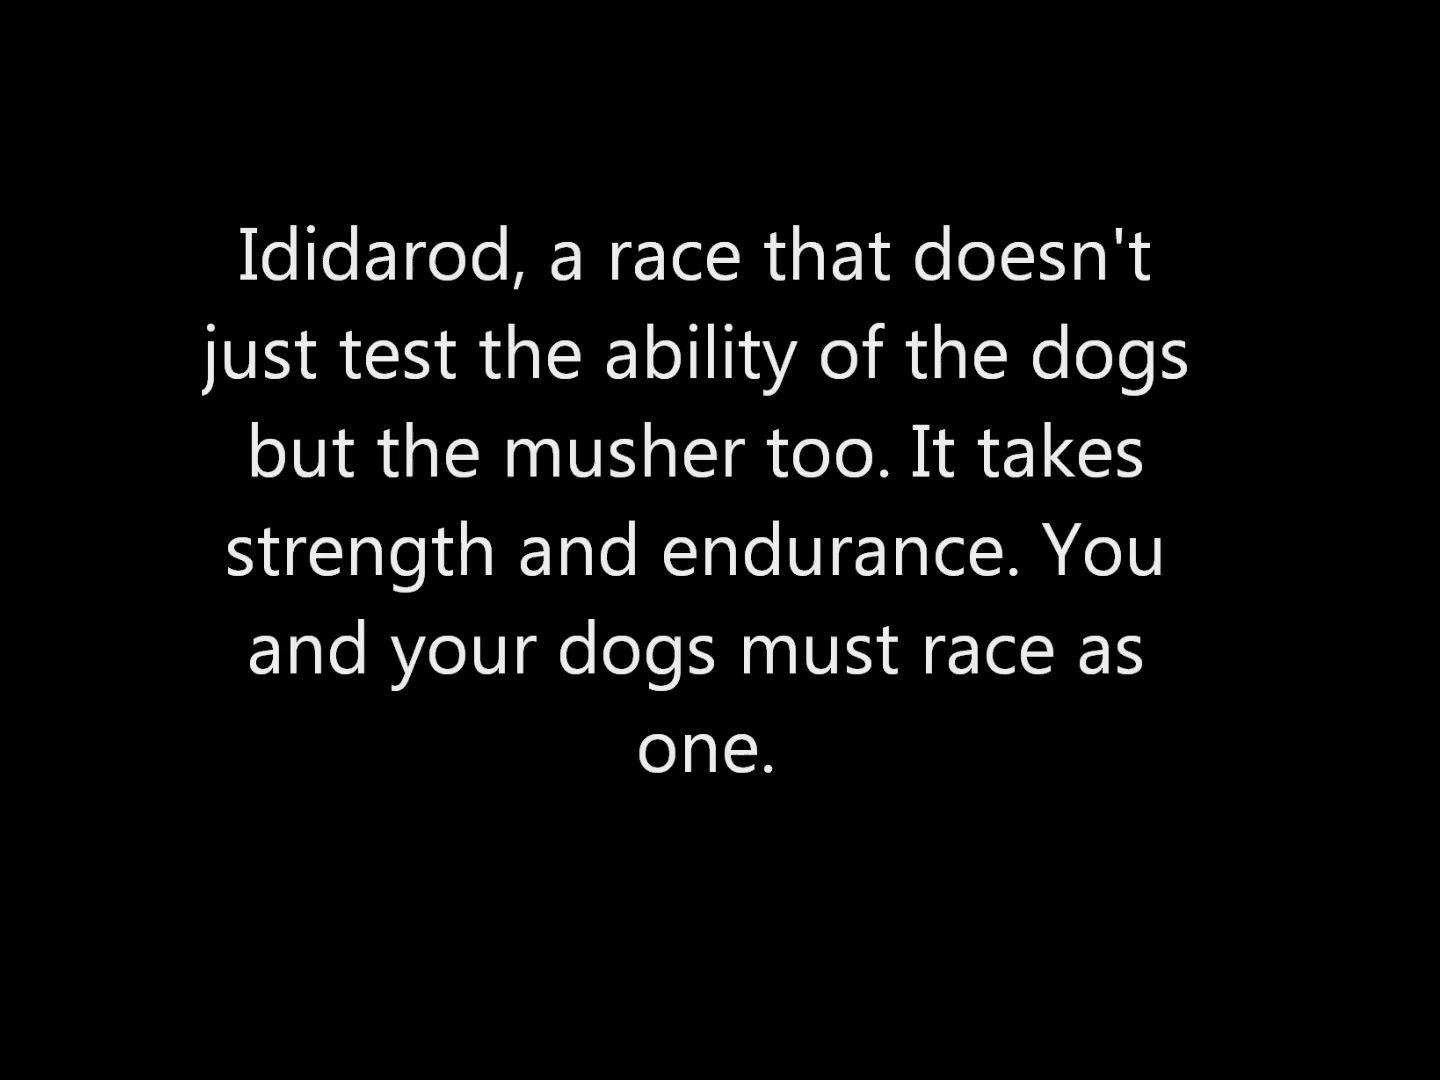 Ididarod, a race that doesn't
just test the ability of the dogs
but the musher too. It takes
strength and endurance. You
and your dogs must race as
one.